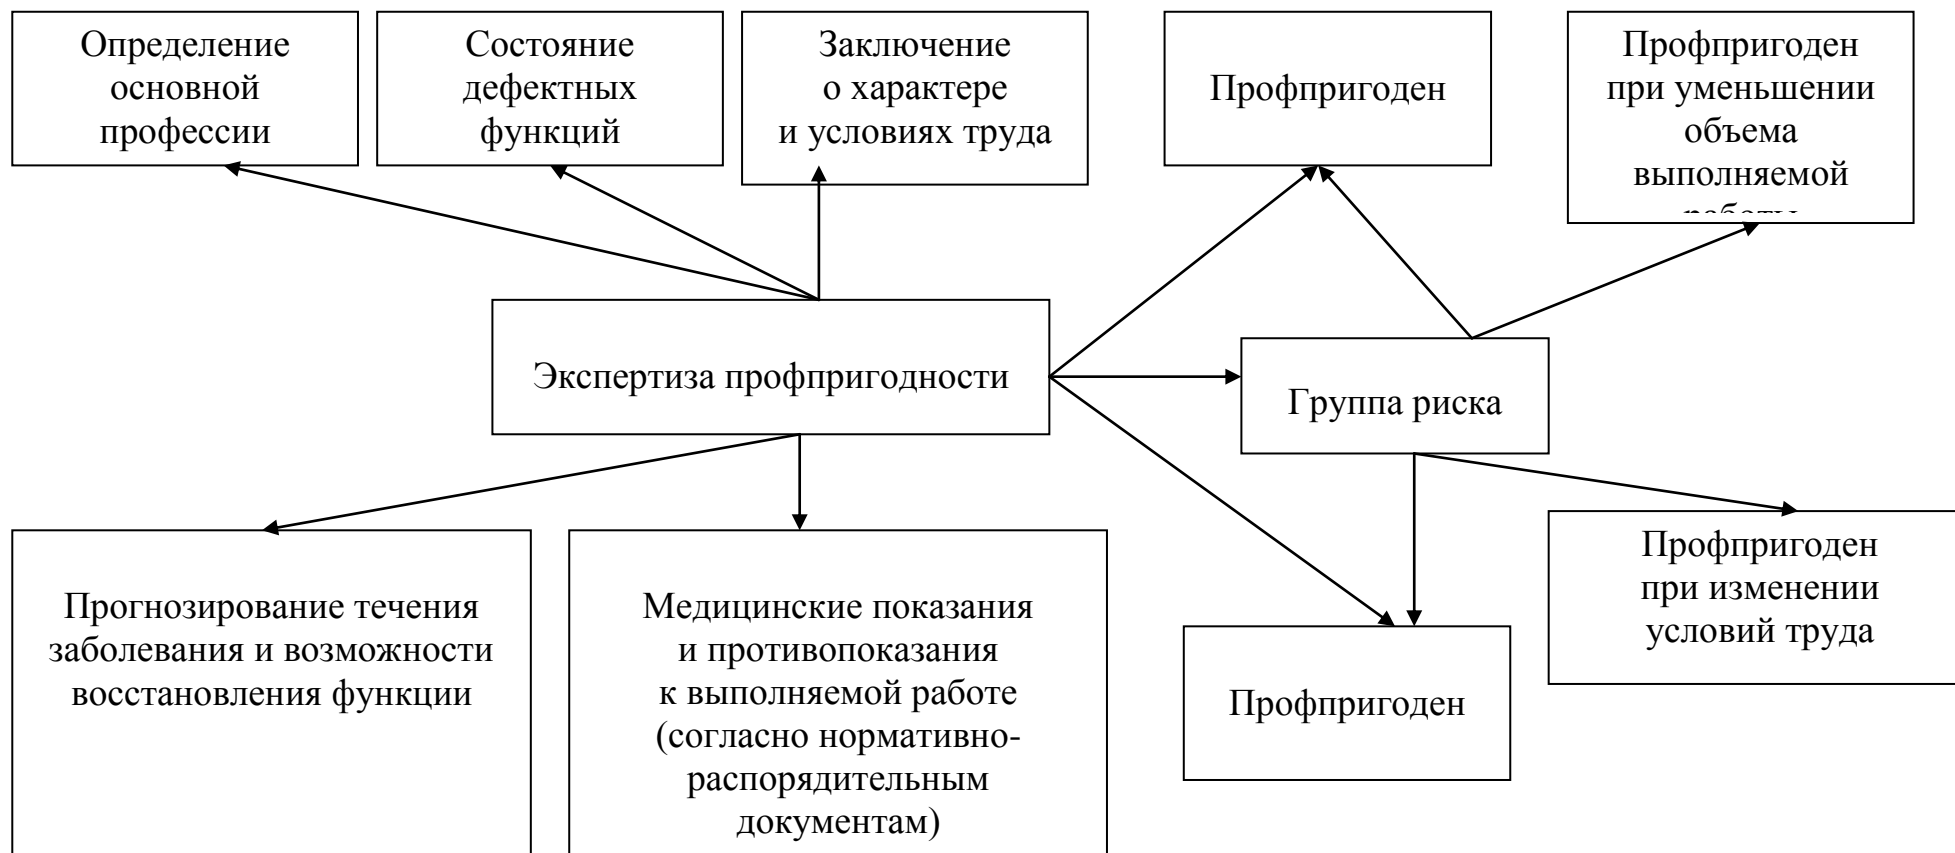 Определение
основной
профессии
Состояние
дефектных
функций
Заключение
о характере
и условиях труда
Профпригоден
Профпригоден
при уменьшении
объема
выполняемой
работы
Экспертиза профпригодности
Группа риска
Прогнозирование течения
заболевания и возможности
восстановления функции
Медицинские показания
и противопоказания
к выполняемой работе
(согласно нормативно-
распорядительным
документам)
Профпригоден
Профпригоден
при изменении
условий труда